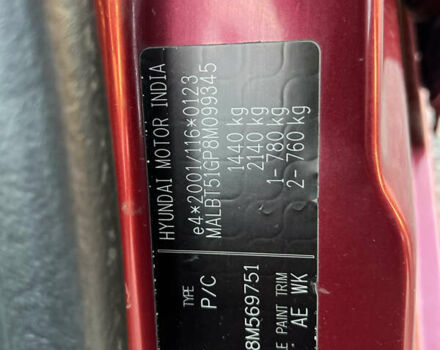 HYUNDAI MOTOR INDIA
e4*2001/116*0123
MALBT51GP8M099345
1440 kg
2140 kg
1- 780 kg
2- 760 kg
TYPE
P/C
8M569751
PAINT TRIM
AE WK